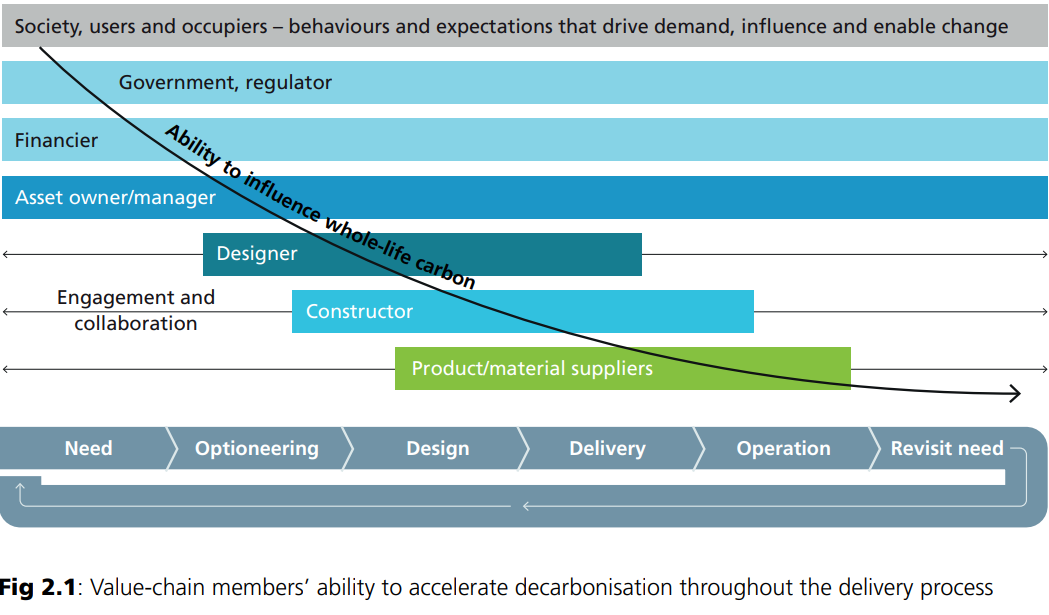 Society, users and occupiers – behaviours and expectations that drive demand, influence and enable change
Government, regulator
Financier
Ability to influence whole-life carbon
Asset owner/manager
Designer
Engagement and
collaboration
Constructor
Product/material suppliers
Need
Optioneering
Design
Delivery
Operation
Revisit need
Fig 2.1: Value-chain members’ ability to accelerate decarbonisation throughout the delivery process